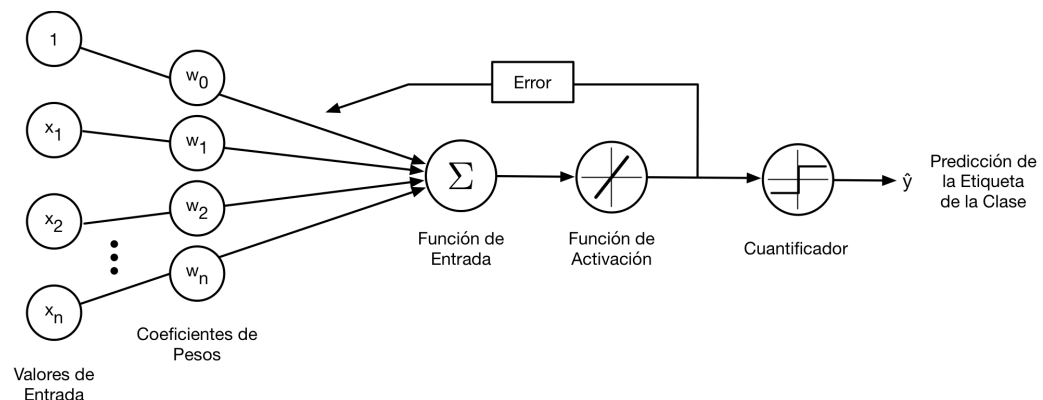 1
w0
Error
x1
w1
Σ
ŷ
Predicción de
la Etiqueta
de la Clase
x2
w2
Función de
Entrada
Función de
Activación
Cuantificador
xn
wn
Coeficientes de
Pesos
Valores de
Entrada